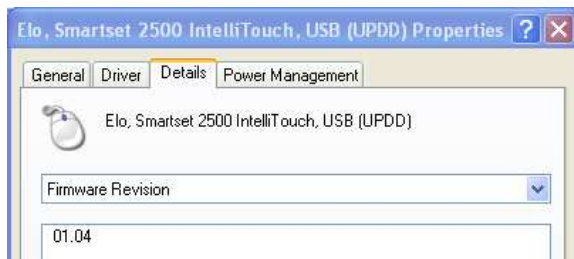 Elo, Smartset 2500 IntelliTouch, USB (UPDD) Properties
General Driver Details Power Management
Elo, Smartset 2500 IntelliTouch, USB (UPDD)
Firmware Revision
01.04